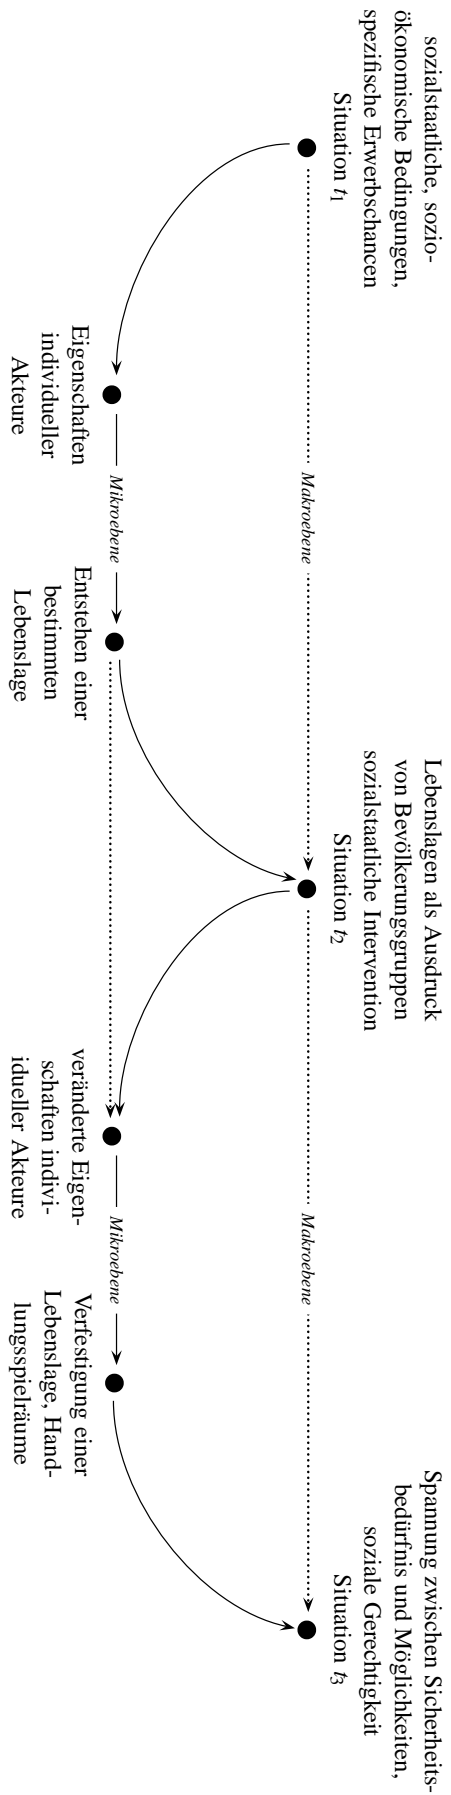 sozialstaatliche, sozio-
ökonomische Bedingungen,
spezifische Erwerbschancen
Situation t1
Lebenslagen als Ausdruck
von Bevölkerungsgruppen
sozialstaatliche Intervention
Situation t2
Spannung zwischen Sicherheits-
bedürfnis und Möglichkeiten,
soziale Gerechtigkeit
Situation t3
Makroebene
Makroebene
Mikroebene
Mikroebene
Eigenschaften
individueller
Akteure
Entstehen einer
bestimmten
Lebenslage
veränderte Eigen-
schaften indivi-
idueller Akteure
Verfestigung einer
Lebenslage, Hand-
lungsspielräume